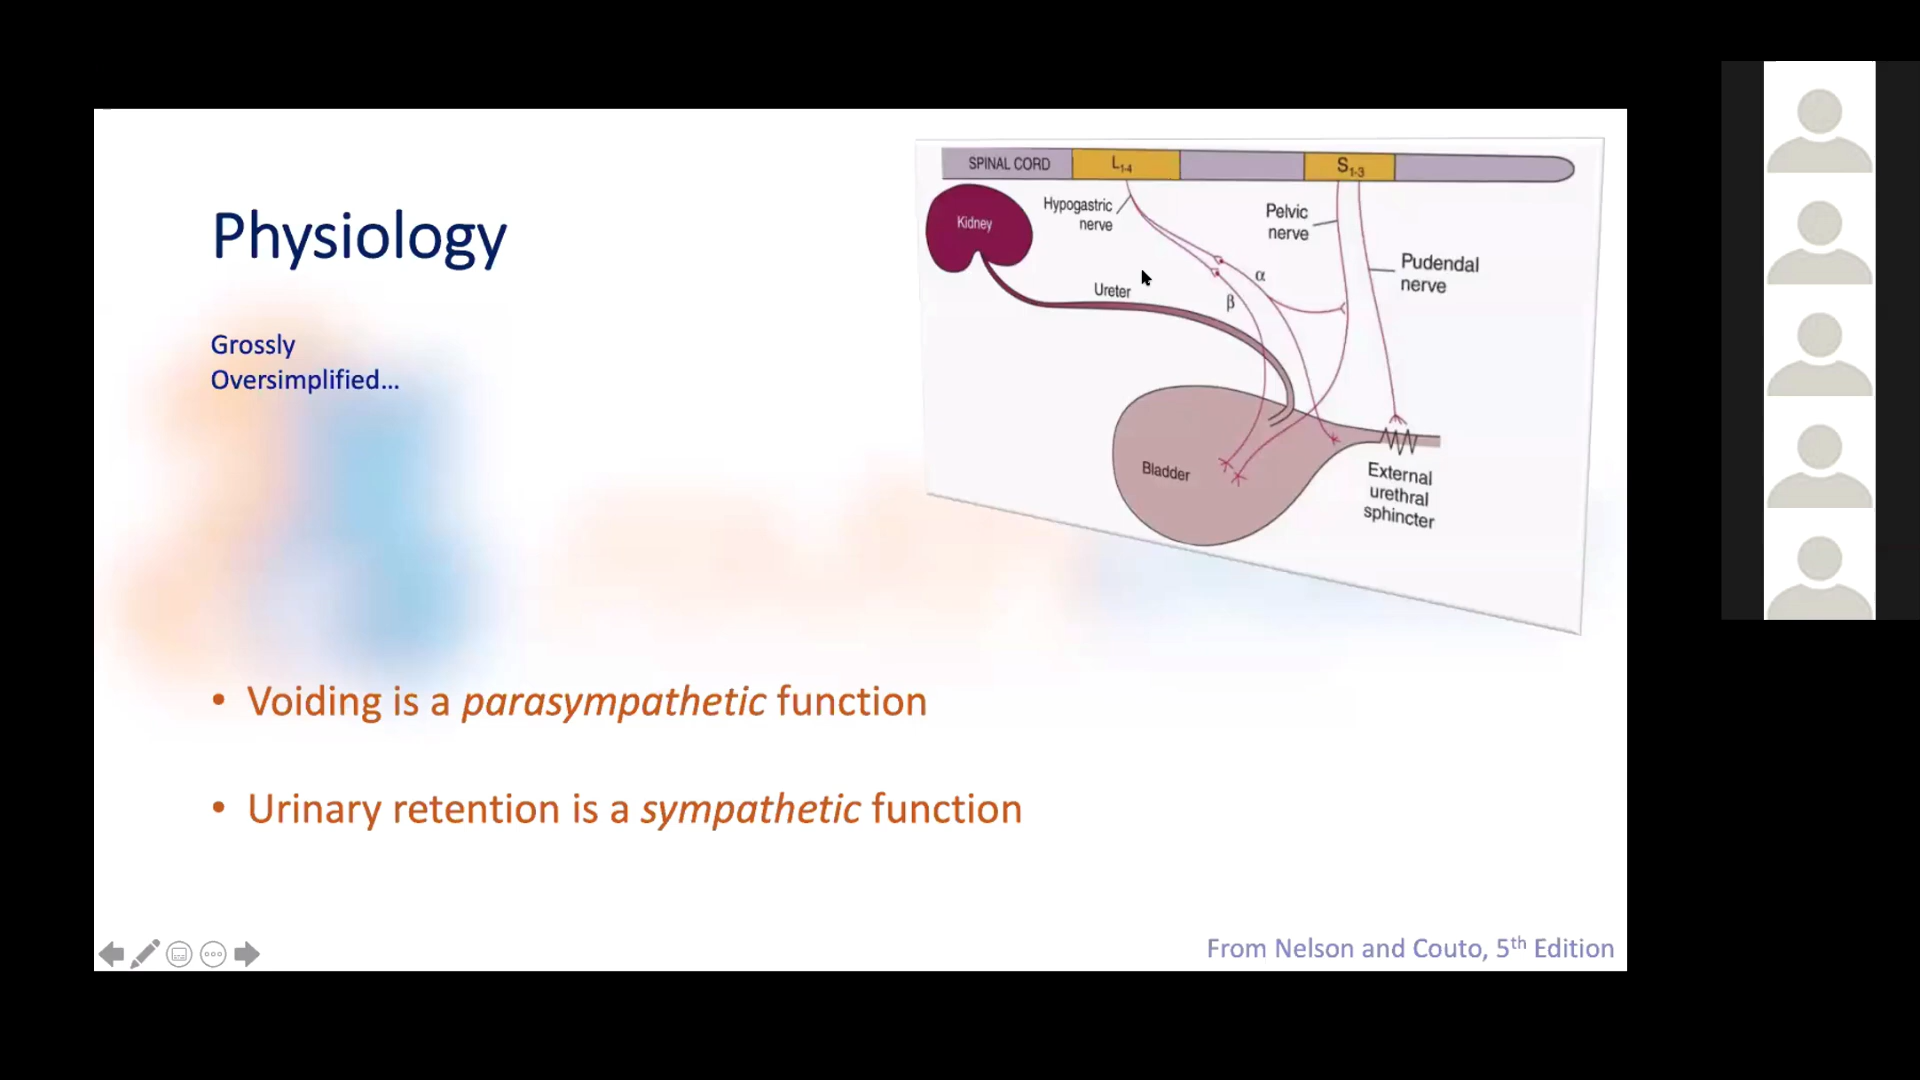 Physiology
Grossly
Oversimplified...
SPINAL CORD
L1-4
S1-3
Kidney
Hypogastric
nerve
Pelvic
nerve
Pudendal
nerve
α
β
Ureter
Bladder
External
urethral
sphincter
• Voiding is a parasympathetic function
• Urinary retention is a sympathetic function
From Nelson and Couto, 5th Edition